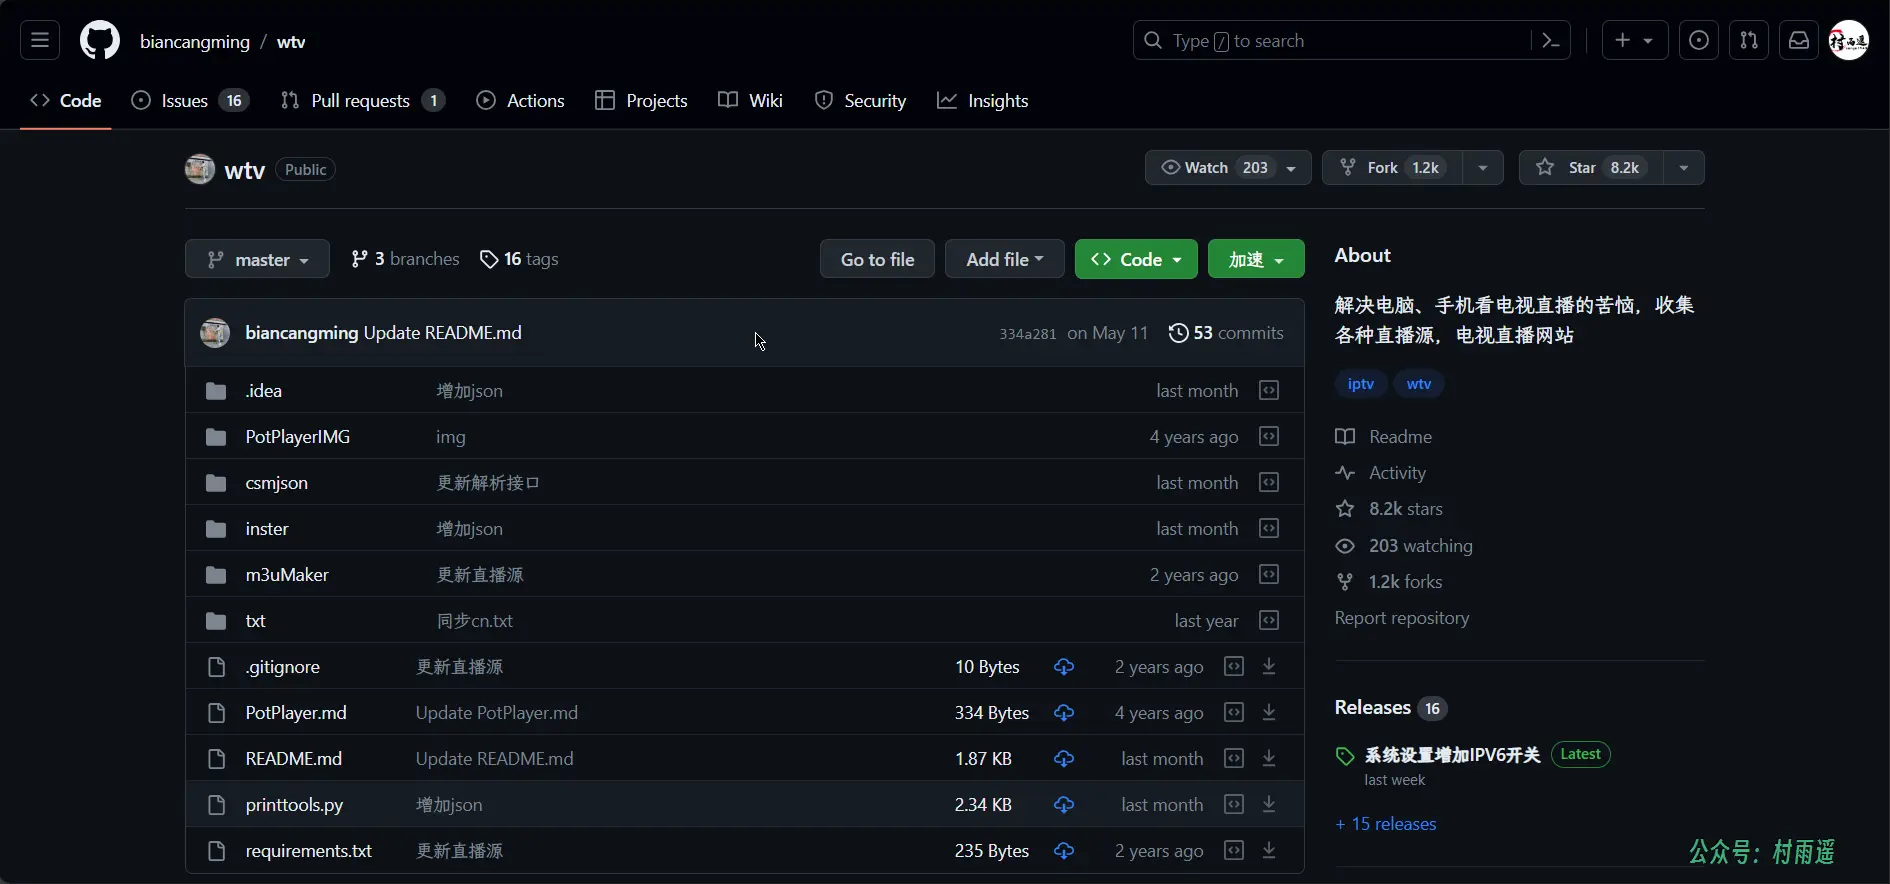 biancangming / wtv
Type / to search
Code
Issues 16
Pull requests 1
Actions
Projects
Wiki
Security
Insights
wtv Public
Watch 203
Fork 1.2k
Star 8.2k
master
3 branches
16 tags
Go to file
Add file
Code
加速
biancangming Update README.md
334a281 on May 11
53 commits
.idea 增加json last month
PotPlayerIMG img 4 years ago
csmjson 更新解析接口 last month
inster 增加json last month
m3uMaker 更新直播源 2 years ago
txt 同步cn.txt last year
.gitignore 更新直播源 10 Bytes 2 years ago
PotPlayer.md Update PotPlayer.md 334 Bytes 4 years ago
README.md Update README.md 1.87 KB last month
printtools.py 增加json 2.34 KB last month
requirements.txt 更新直播源 235 Bytes 2 years ago
About
解决电脑、手机看电视直播的苦恼，收集
各种直播源，电视直播网站
iptv wtv
Readme
Activity
8.2k stars
203 watching
1.2k forks
Report repository
Releases 16
系统设置增加IPV6开关 Latest
last week
+ 15 releases
公众号：村雨遥